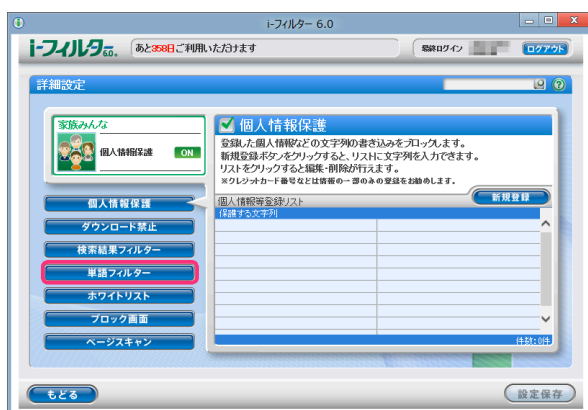 i-フィルター 6.0
i-フィルター6.0.
あと358日ご利用いただけます
最終ログイン
ログアウト
詳細設定
家族みんな
個人情報保護
ON
個人情報保護
登録した個人情報などの文字列の書き込みをブロックします。
新規登録ボタンをクリックすると、リストに文字列を入力できます。
リストをクリックすると編集・削除が行えます。
※クレジットカード番号などは情報の一部のみの登録をお勧めします。
個人情報等登録リスト
新規登録
保護する文字列
個人情報保護
ダウンロード禁止
検索結果フィルター
単語フィルター
ホワイトリスト
ブロック画面
ページスキャン
件数:0件
もどる
設定保存